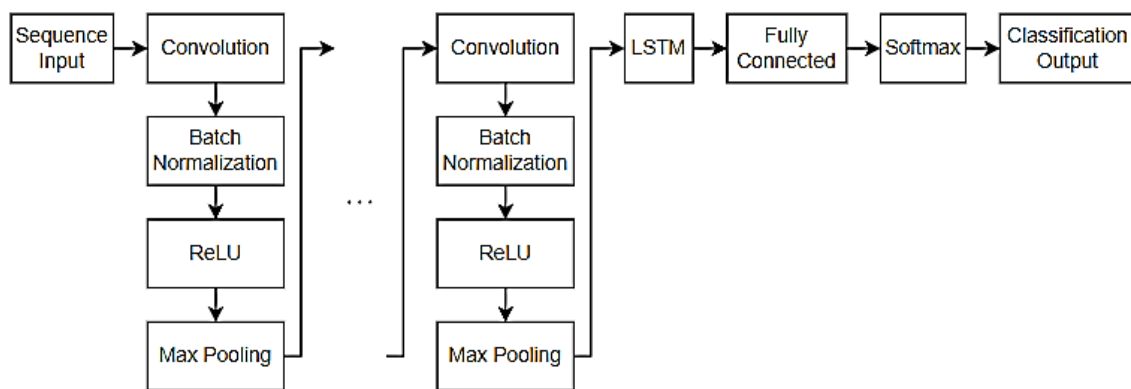 Sequence
Input
Convolution
Batch
Normalization
ReLU
Max Pooling
...
Convolution
Batch
Normalization
ReLU
Max Pooling
LSTM
Fully
Connected
Softmax
Classification
Output